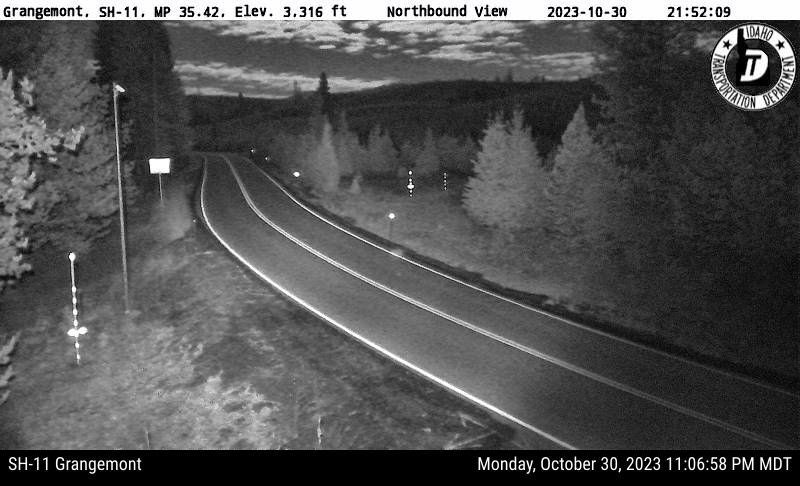 Grangemont, SH-11, MP 35.42, Elev. 3,316 ft Northbound View 2023-10-30 21:52:09
IDAHO
TRANSPORTATION DEPARTMENT
SH-11 Grangemont Monday, October 30, 2023 11:06:58 PM MDT